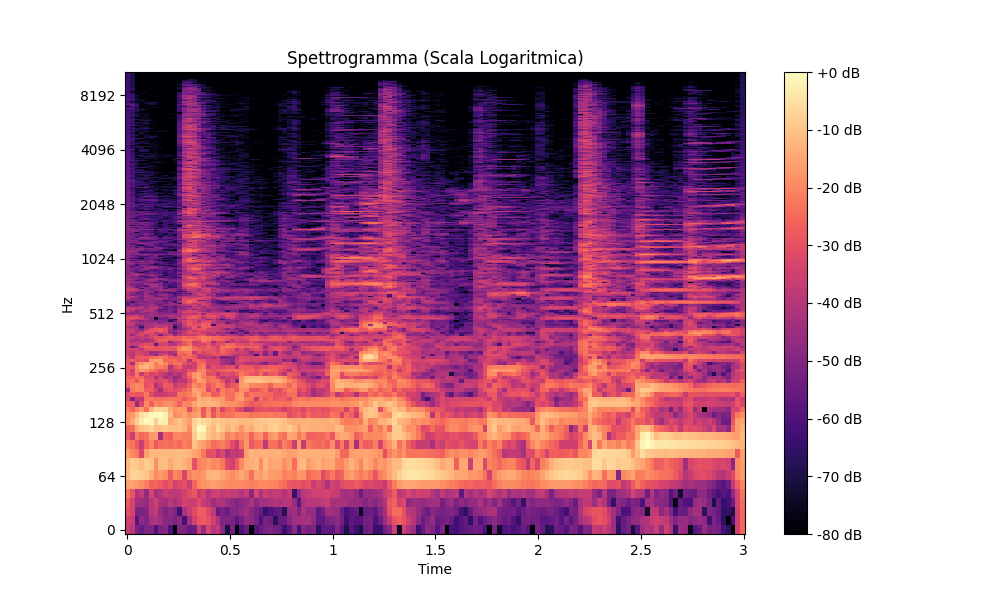 Spettrogramma (Scala Logaritmica)
Hz
8192
4096
2048
1024
512
256
128
64
0
0
0.5
1
1.5
2
2.5
3
Time
+0 dB
-10 dB
-20 dB
-30 dB
-40 dB
-50 dB
-60 dB
-70 dB
-80 dB